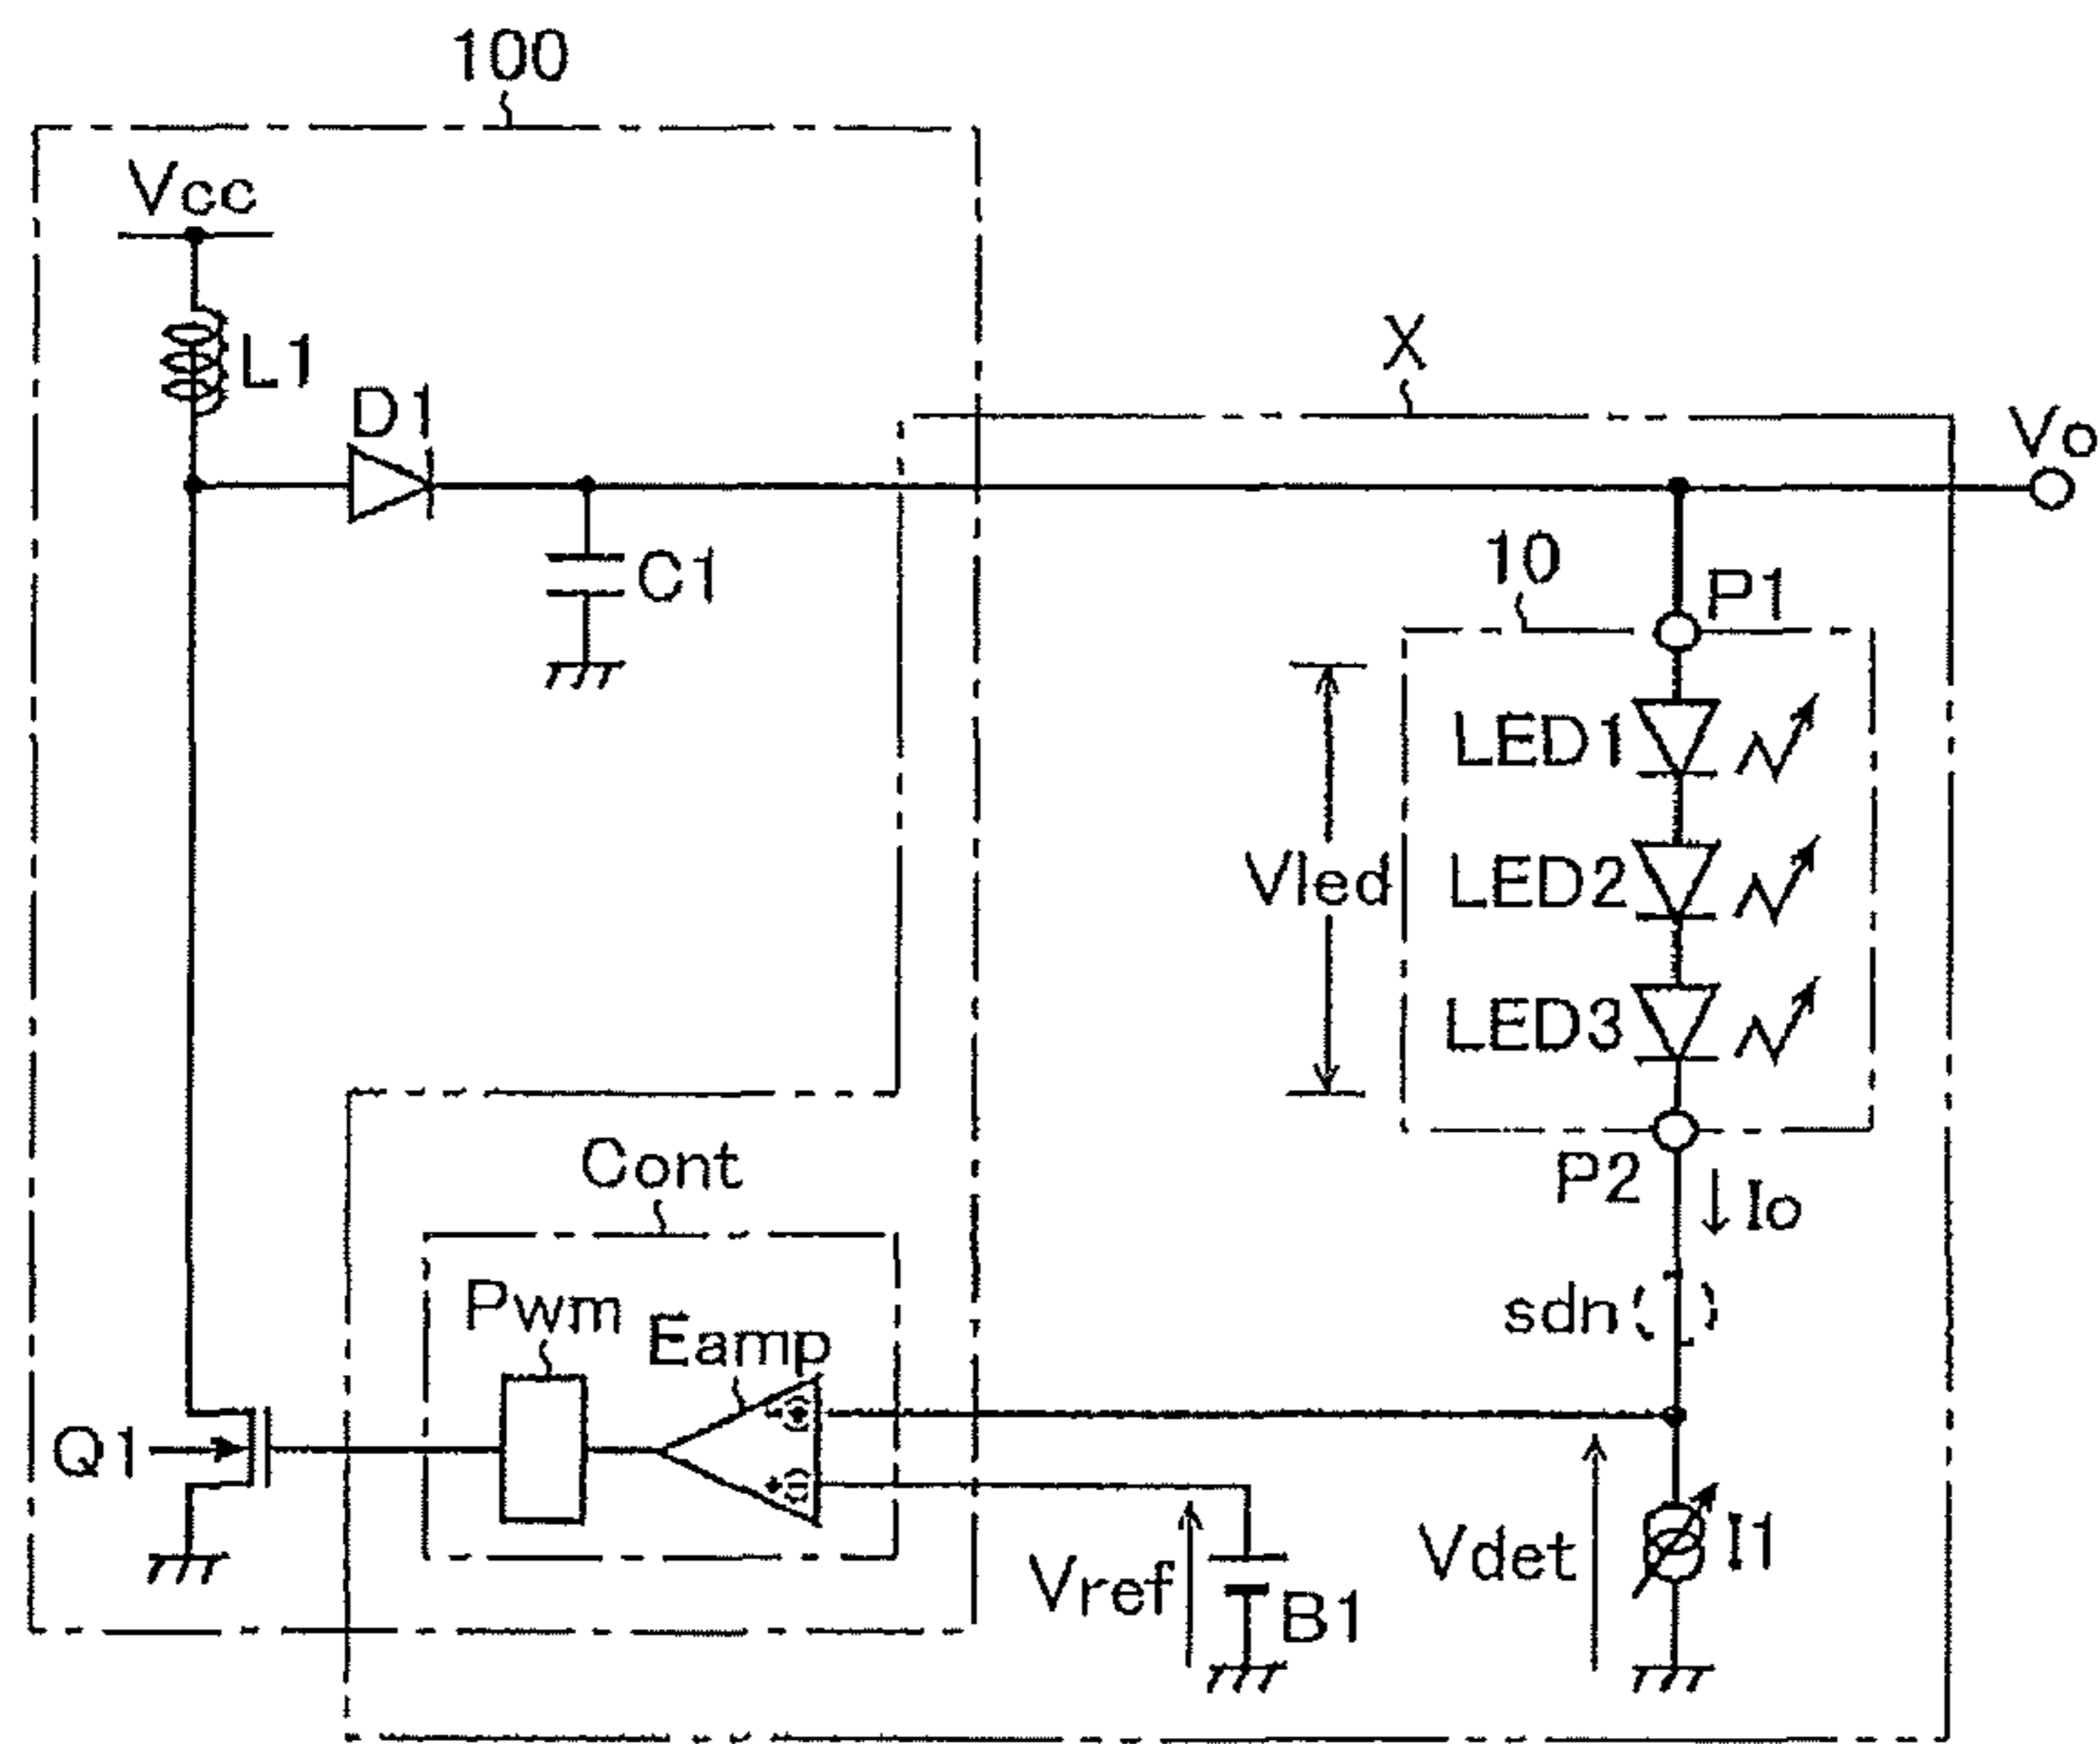 100
Vcc
L1
D1
X
Vo
C1
10
P1
LED1
Vled
LED2
LED3
Cont
P2
Io
Pwm
Eamp
sdn
Q1
Vref
B1
Vdet
I1